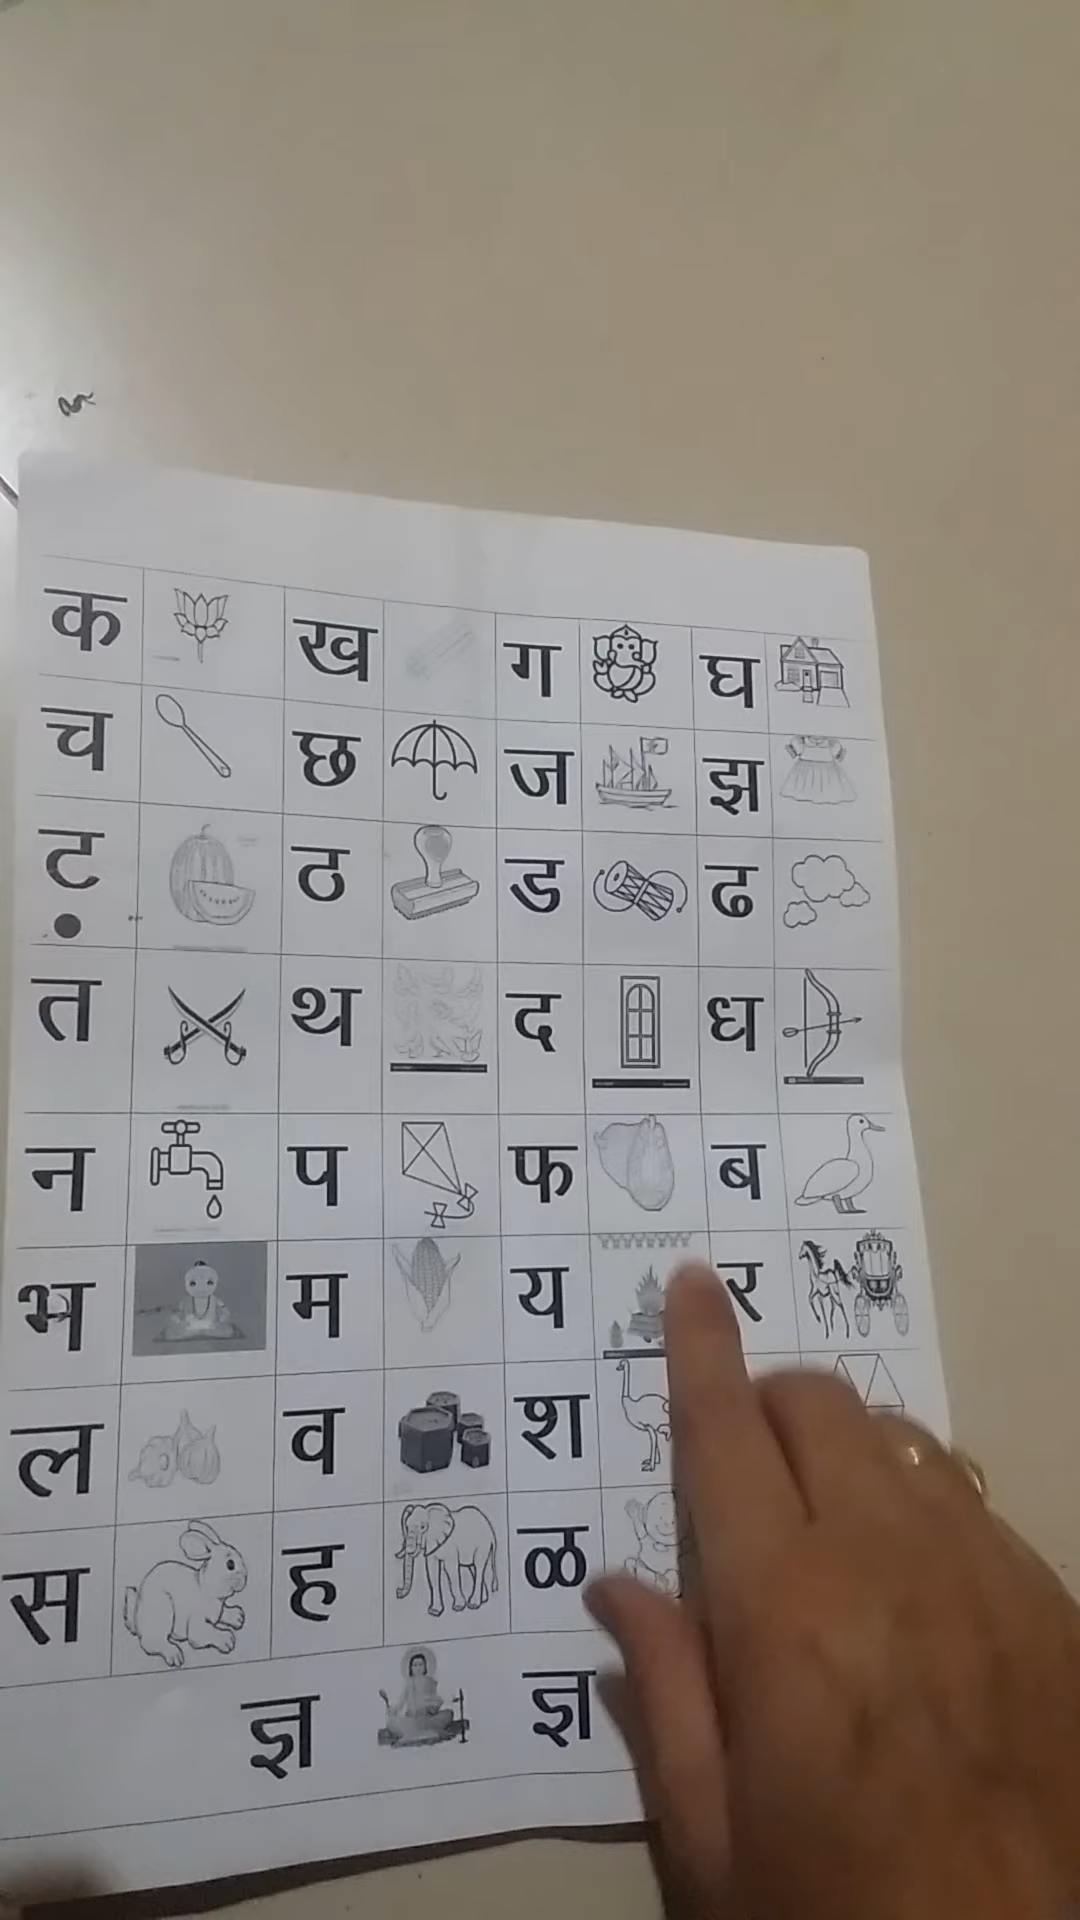 क ख ग घ
च छ ज झ
ट ठ ड ढ
त थ द ध
न प फ ब
भ म य र
ल व श
स ह ळ
ज्ञ ज्ञ